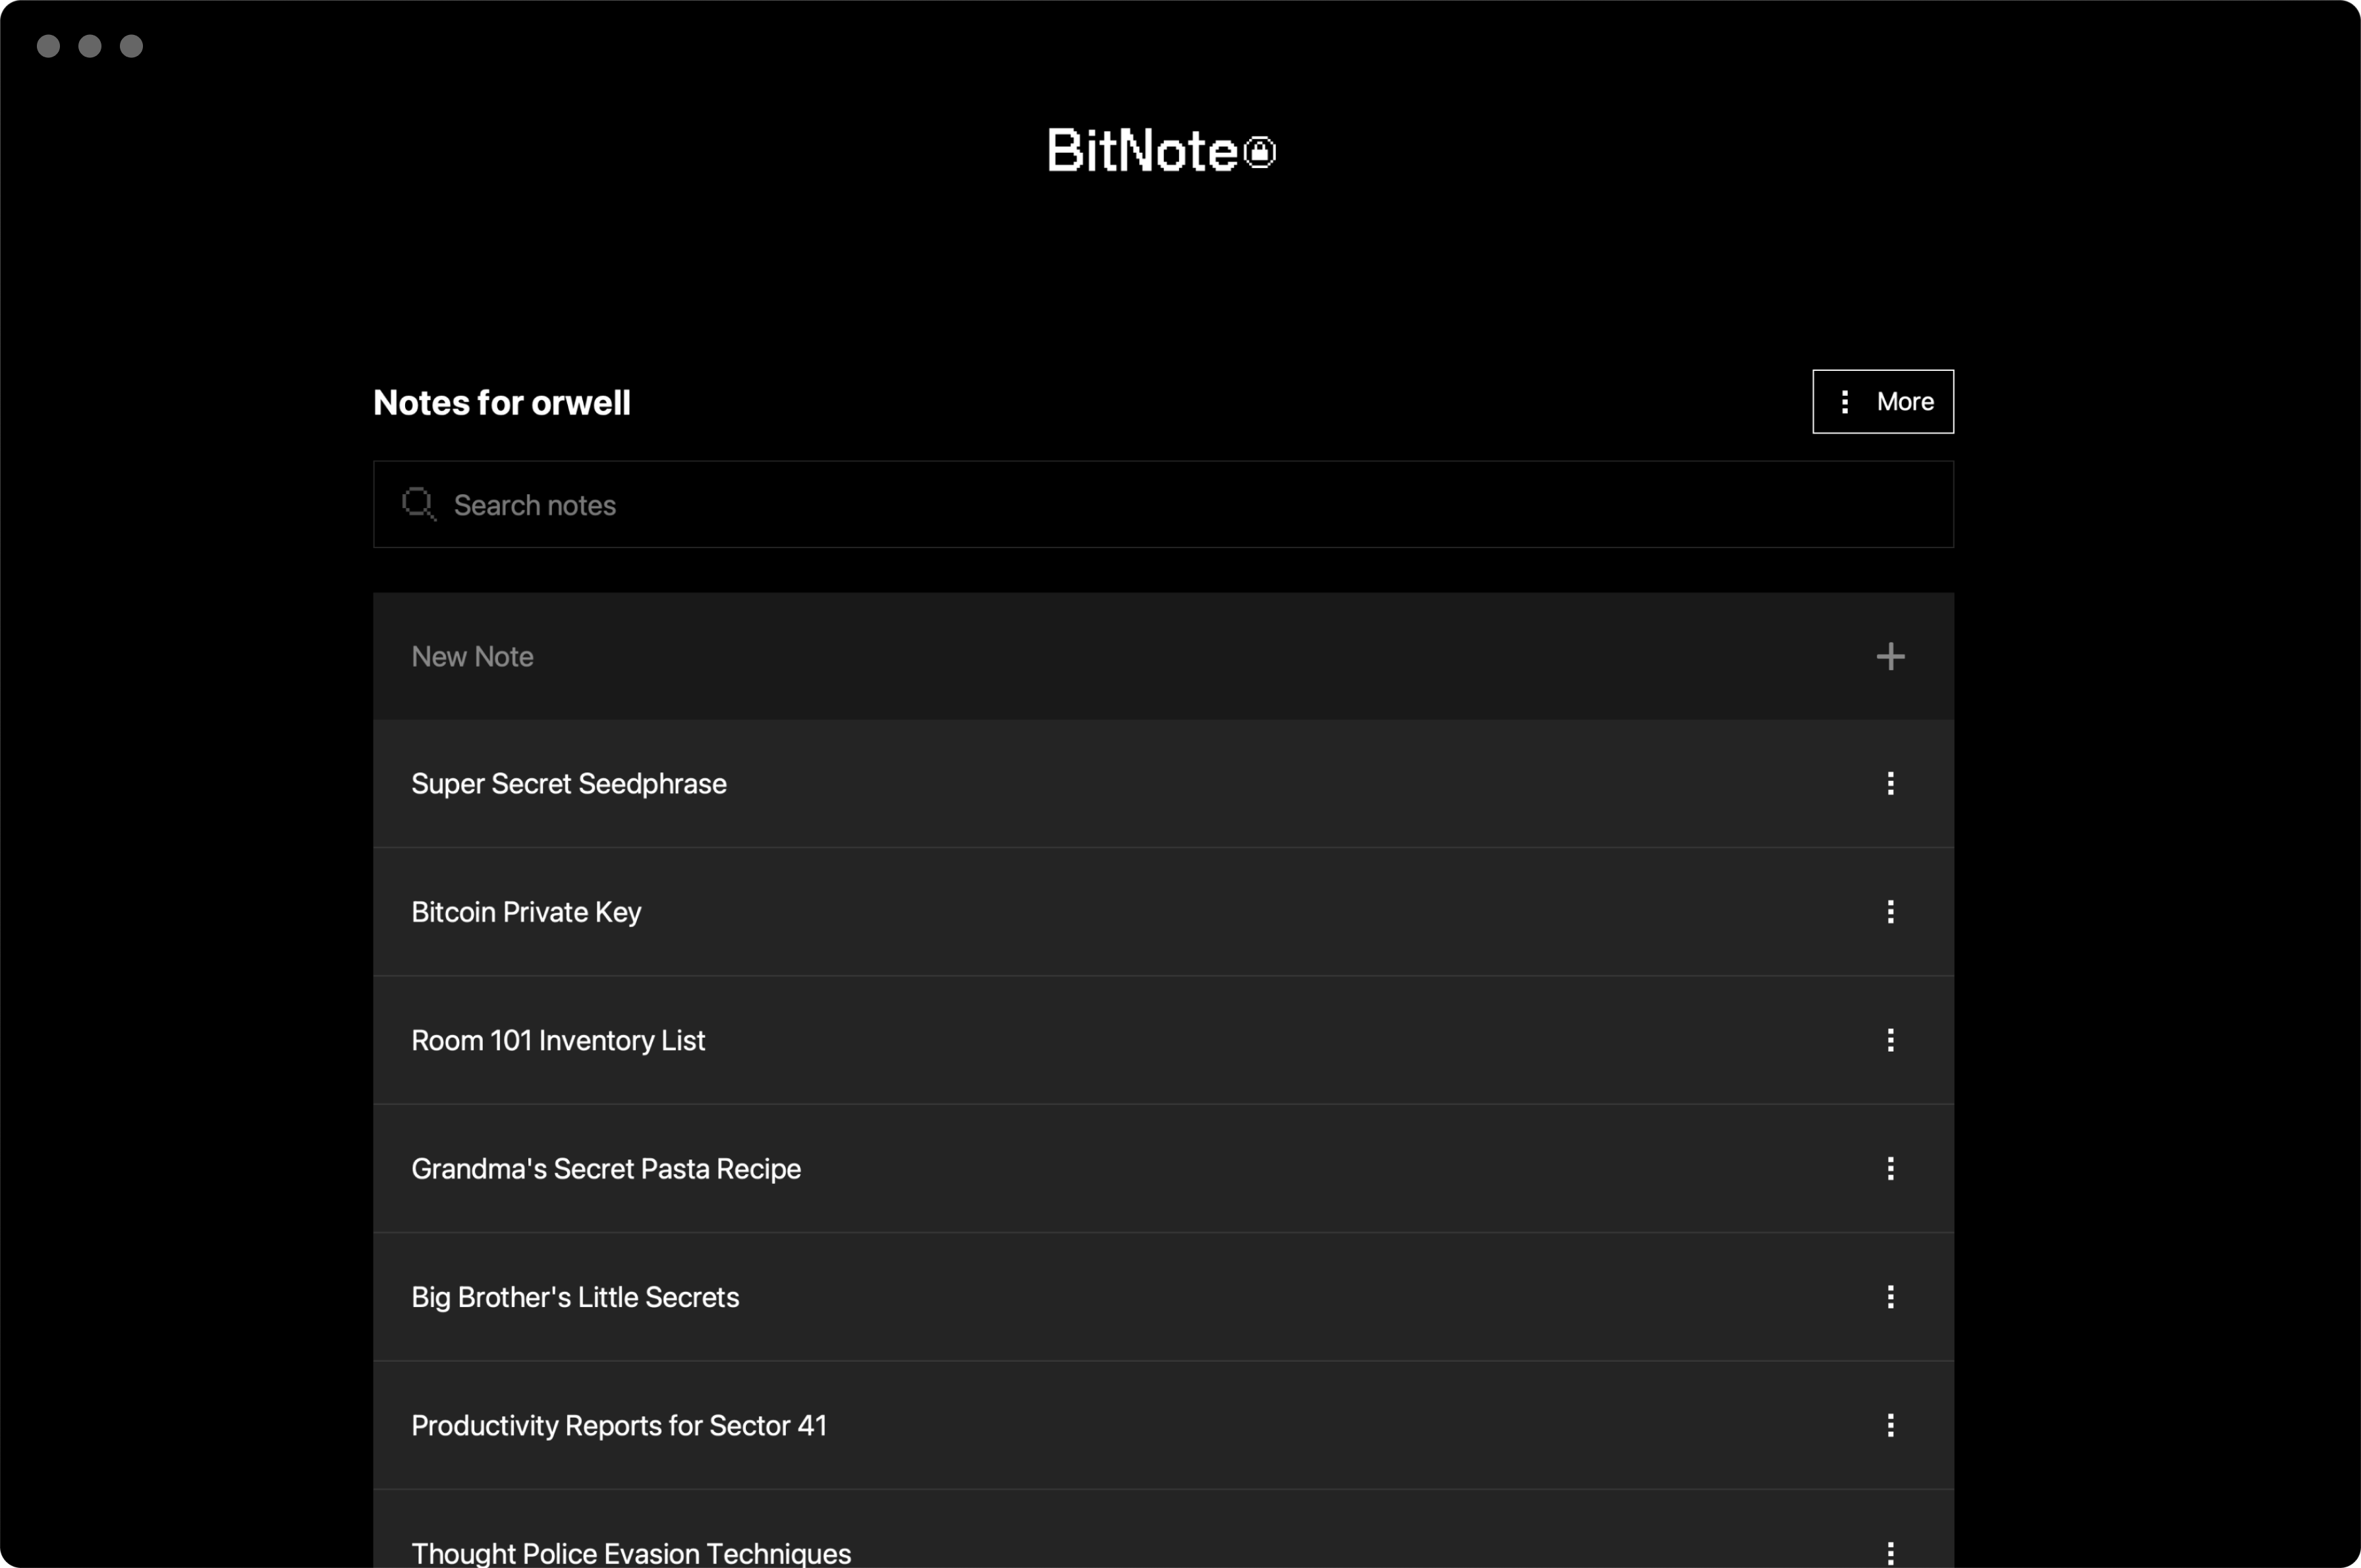 BitNote
Notes for orwell
More
Search notes
New Note
Super Secret Seedphrase
Bitcoin Private Key
Room 101 Inventory List
Grandma's Secret Pasta Recipe
Big Brother's Little Secrets
Productivity Reports for Sector 41
Thought Police Evasion Techniques